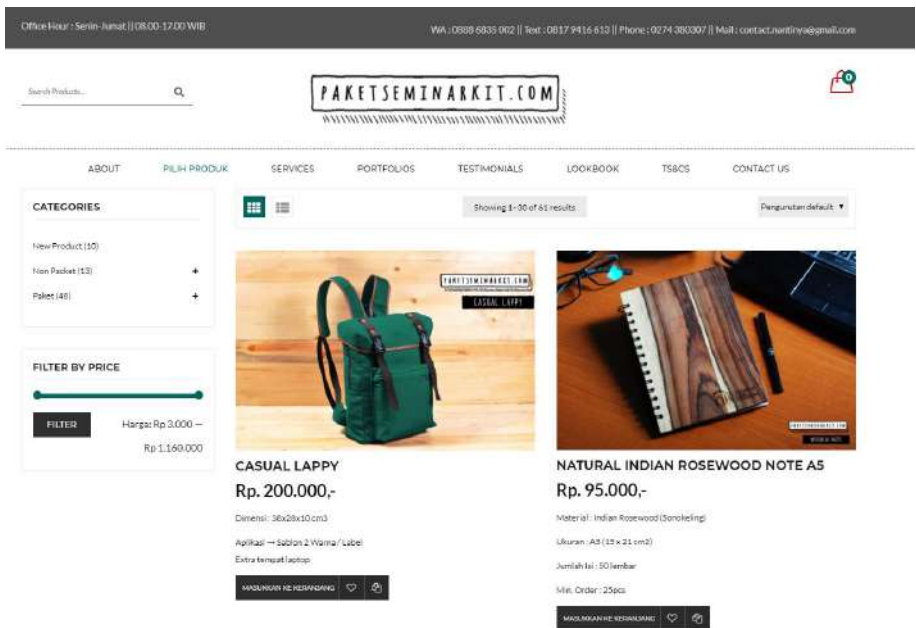 Office Hour : Senin-Jumat || 08.00-17.00 WIB
WA : 0888 6835 002 || Text : 0817 9416 613 || Phone : 0274 380307 || Mail : contact.nantinya@gmail.com
Search Products...
PAKETSEMINARKIT.COM
0
ABOUT PILIH PRODUK SERVICES PORTFOLIOS TESTIMONIALS LOOKBOOK TS&CS CONTACT US
CATEGORIES
New Product (10)
Non Packet (13) +
Paket (48) +
FILTER BY PRICE
FILTER
Harga: Rp 3.000 —
Rp 1.160.000
Showing 1–30 of 61 results
Pengurutan default
PAKETSEMINARKIT.COM
CASUAL LAPPY
CASUAL LAPPY
Rp. 200.000,-
Dimensi : 38x28x10 cm3
Aplikasi → Sablon 2 Warna / Label
Extra tempat laptop
MASUKKAN KE KERANJANG
PAKETSEMINARKIT.COM
NATURAL INDIAN ROSEWOOD NOTE A5
Rp. 95.000,-
Material : Indian Rosewood (Sonokeling)
Ukuran : A5 (15 x 21 cm2)
Jumlah Isi : 50 lembar
Min. Order : 25pcs
MASUKKAN KE KERANJANG